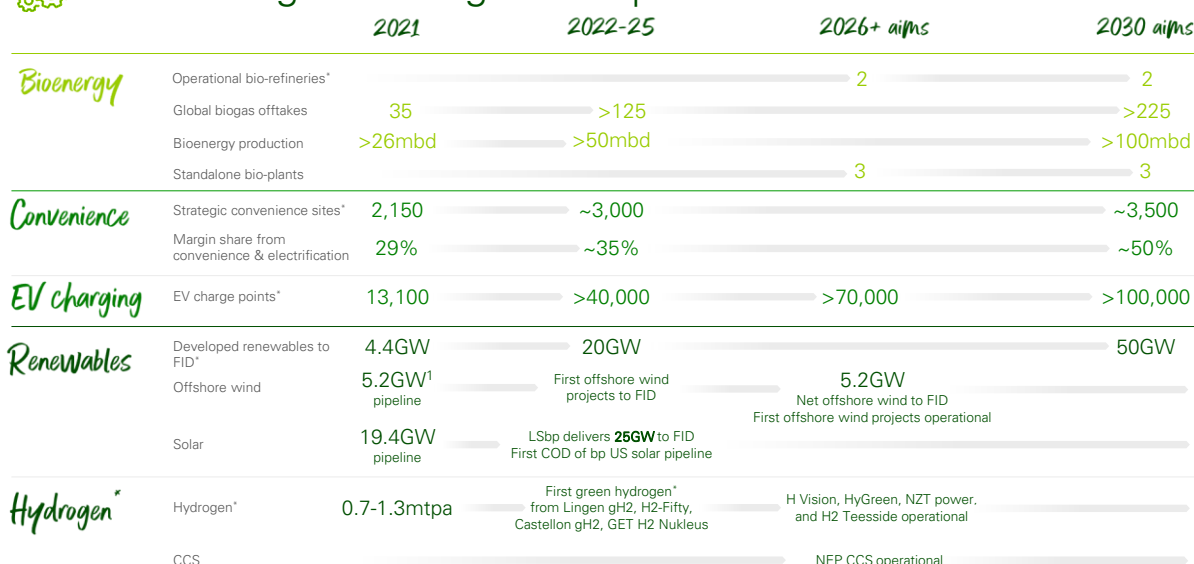 2021 2022-25 2026+ aims 2030 aims
Bioenergy
Operational bio-refineries* 2 2
Global biogas offtakes 35 >125 >225
Bioenergy production >26mbd >50mbd >100mbd
Standalone bio-plants 3 3
Convenience
Strategic convenience sites* 2,150 ~3,000 ~3,500
Margin share from
convenience & electrification 29% ~35% ~50%
EV charging
EV charge points* 13,100 >40,000 >70,000 >100,000
Renewables
Developed renewables to
FID* 4.4GW 20GW 50GW
Offshore wind 5.2GW¹ First offshore wind 5.2GW
pipeline projects to FID Net offshore wind to FID
First offshore wind projects operational
Solar 19.4GW LSbp delivers 25GW to FID
pipeline First COD of bp US solar pipeline
Hydrogen*
Hydrogen* 0.7-1.3mtpa First green hydrogen*
from Lingen gH2, H2-Fifty, H Vision, HyGreen, NZT power,
Castellon gH2, GET H2 Nukleus and H2 Teesside operational
CCS NEP CCS operational